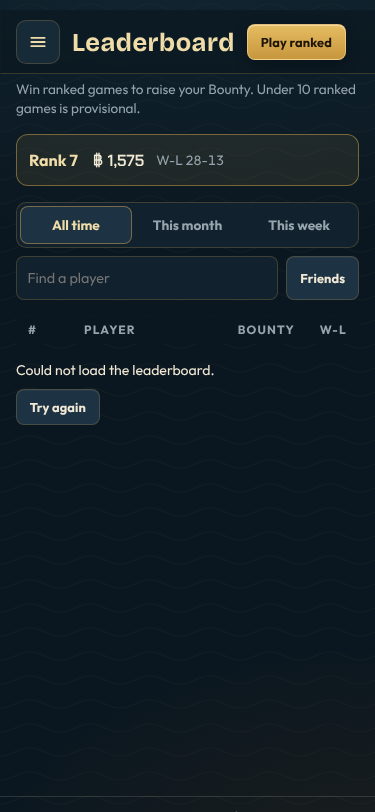 Leaderboard
Play ranked
Win ranked games to raise your Bounty. Under 10 ranked
games is provisional.
Rank 7 ฿ 1,575 W-L 28-13
All time This month This week
Find a player
Friends
# PLAYER BOUNTY W-L
Could not load the leaderboard.
Try again